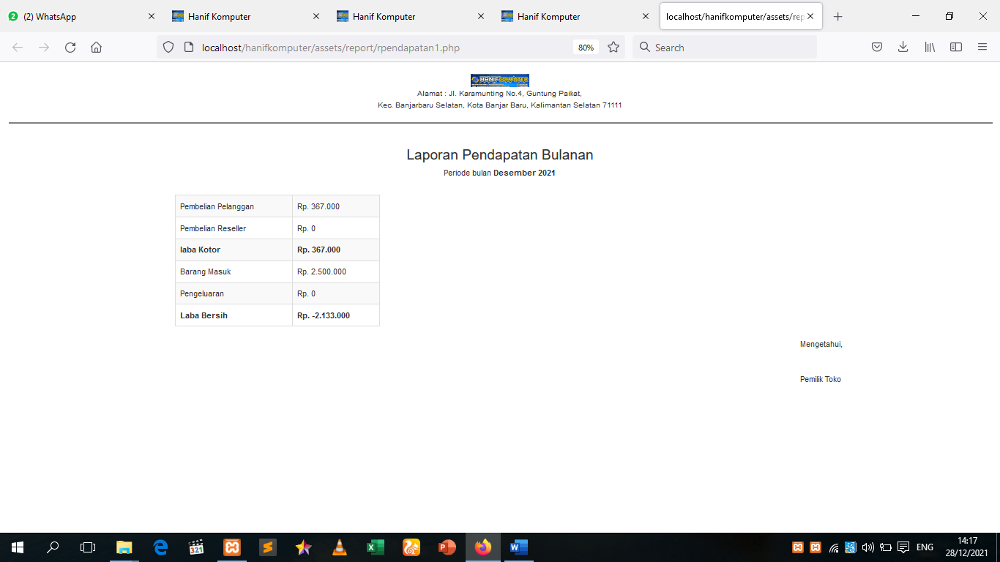 2 (2) WhatsApp
Hanif Komputer
Hanif Komputer
Hanif Komputer
localhost/hanifkomputer/assets/rep
localhost/hanifkomputer/assets/report/rpendapatan1.php
80%
Search
HANIFCOMPUTER
Alamat : Jl. Karamunting No.4, Guntung Paikat,
Kec. Banjarbaru Selatan, Kota Banjar Baru, Kalimantan Selatan 71111
Laporan Pendapatan Bulanan
Periode bulan Desember 2021
Pembelian Pelanggan Rp. 367.000
Pembelian Reseller Rp. 0
laba Kotor Rp. 367.000
Barang Masuk Rp. 2.500.000
Pengeluaran Rp. 0
Laba Bersih Rp. -2.133.000
Mengetahui,
Pemilik Toko
321
ENG
14:17
28/12/2021